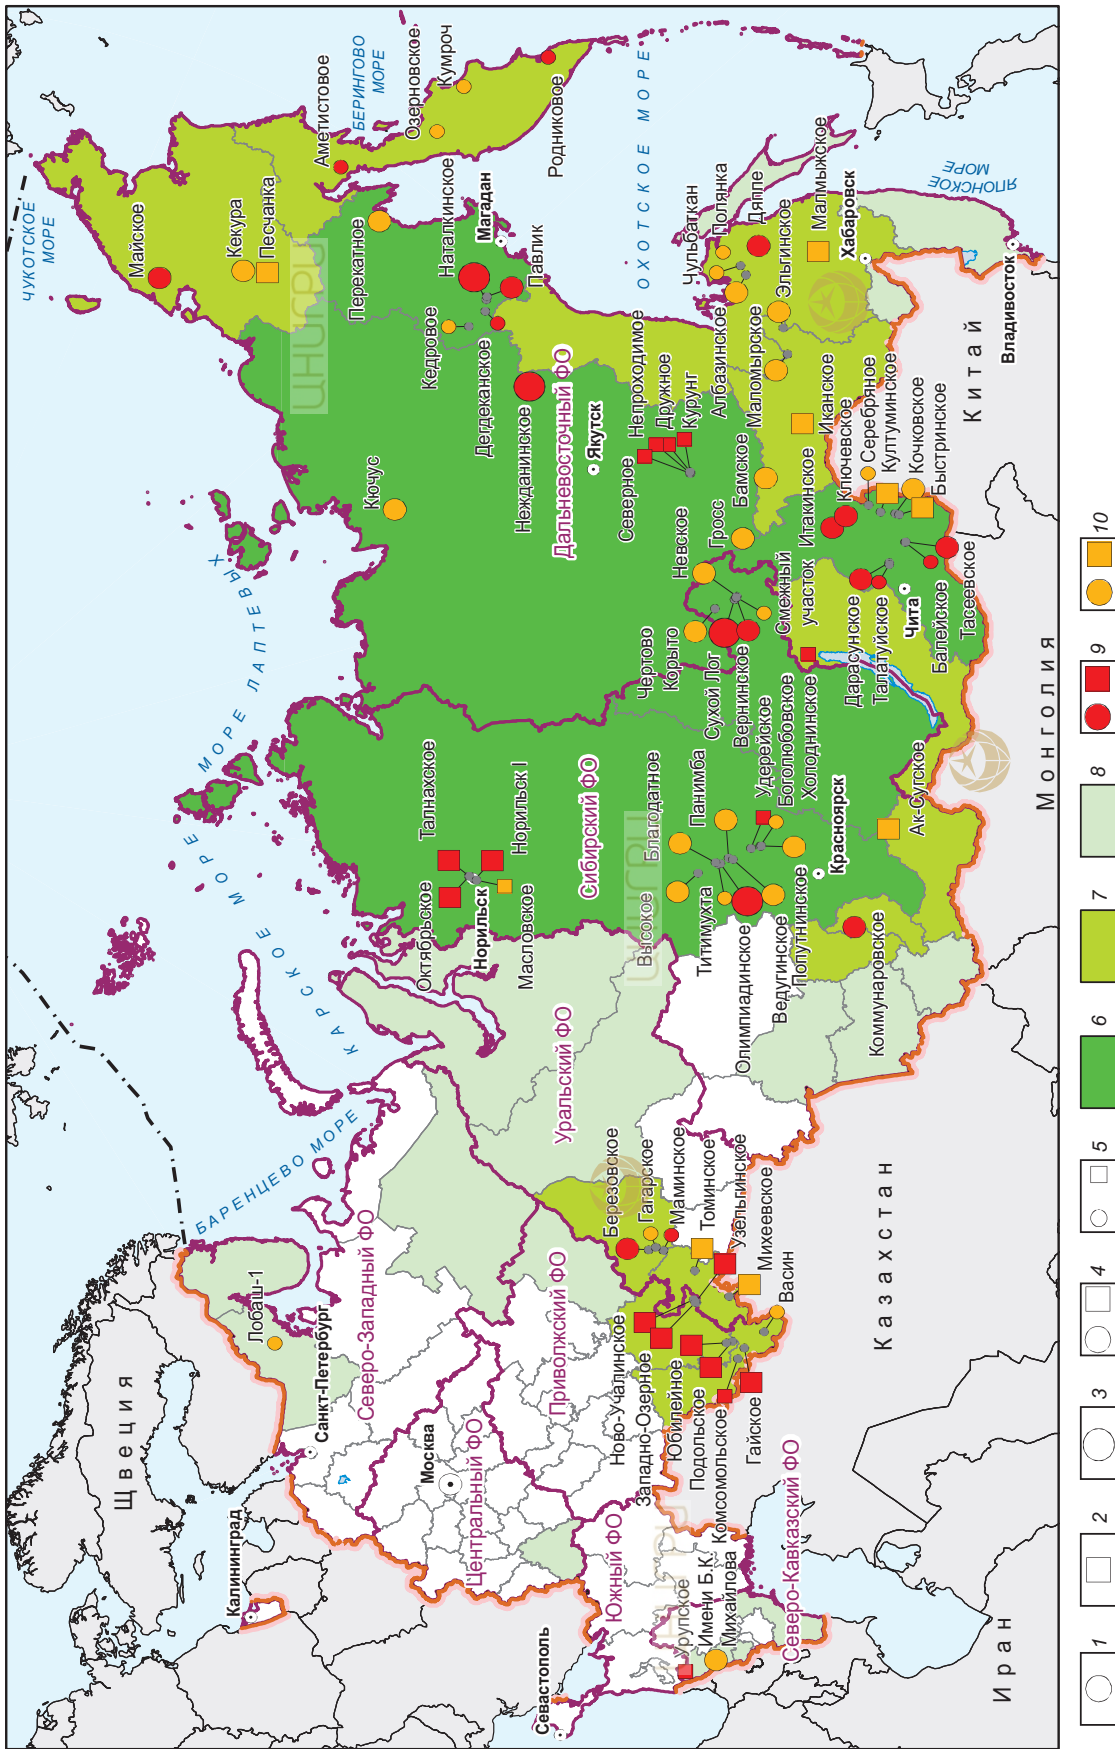 ЧУКОТСКОЕ
МОРЕ
БЕРИНГОВО
МОРЕ
ОХОТСКОЕ МОРЕ
ЯПОНСКОЕ
МОРЕ
МОРЕ ЛАПТЕВЫХ
КАРСКОЕ МОРЕ
БАРЕНЦЕВО МОРЕ
Щвеция
Иран
Казахстан
Монголия
Китай
Северо-Западный ФО
Центральный ФО
Приволжский ФО
Южный ФО
Северо-Кавказский ФО
Уральский ФО
Сибирский ФО
Дальневосточный ФО
Калининград
Санкт-Петербург
Москва
Севастополь
Норильск
Красноярск
Якутск
Чита
Магадан
Хабаровск
Владивосток
Лобаш-1
Урупское
Имени Б.К.
Михайлова
Ново-Учалинское
Западно-Озерное
Юбилейное
Подольское
Комсомольское
Гайское
Березовское
Гагарское
Маминское
Томинское
Узельгинское
Михеевское
Васин
Октябрьское
Талнахское
Норильск I
Масловское
Высокое
Благодатное
Титимухта
Панимба
Олимпиадинское
Ведугинское
Попутнинское
Удерейское
Боголюбовское
Коммунаровское
Ак-Сугское
Холоднинское
Чертово
Корыто
Сухой Лог
Вернинское
Невское
Смежный
участок
Гросс
Кючус
Нежданинское
Северное
Непроходимое
Дружное
Курунг
Бамское
Итакинское
Ключевское
Серебряное
Култуминское
Кочковское
Быстринское
Дарасунское
Талатуйское
Балейское
Тасеевское
Иканское
Маломырское
Албазинское
Чульбаткан
Полянка
Дяппе
Эльгинское
Малмыжское
Майское
Кекура
Песчанка
Перекатное
Кедровое
Дегдеканское
Наталкинское
Павлик
Аметистовое
Озерновское
Кумроч
Родниковое
ЦНИГРИ
ЦНИГРИ
1 2 3 4 5 6 7 8 9 10